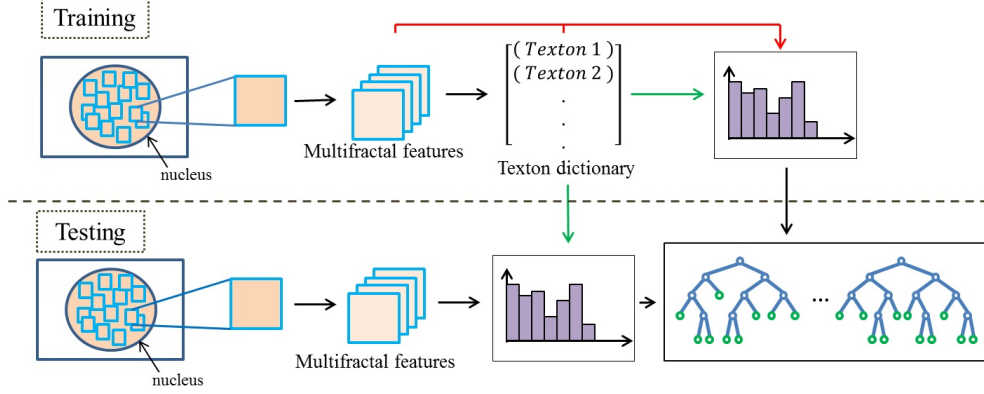 Training
(Texton 1)
(Texton 2)
.
.
.
Multifractal features
Texton dictionary
nucleus
Testing
...
Multifractal features
nucleus